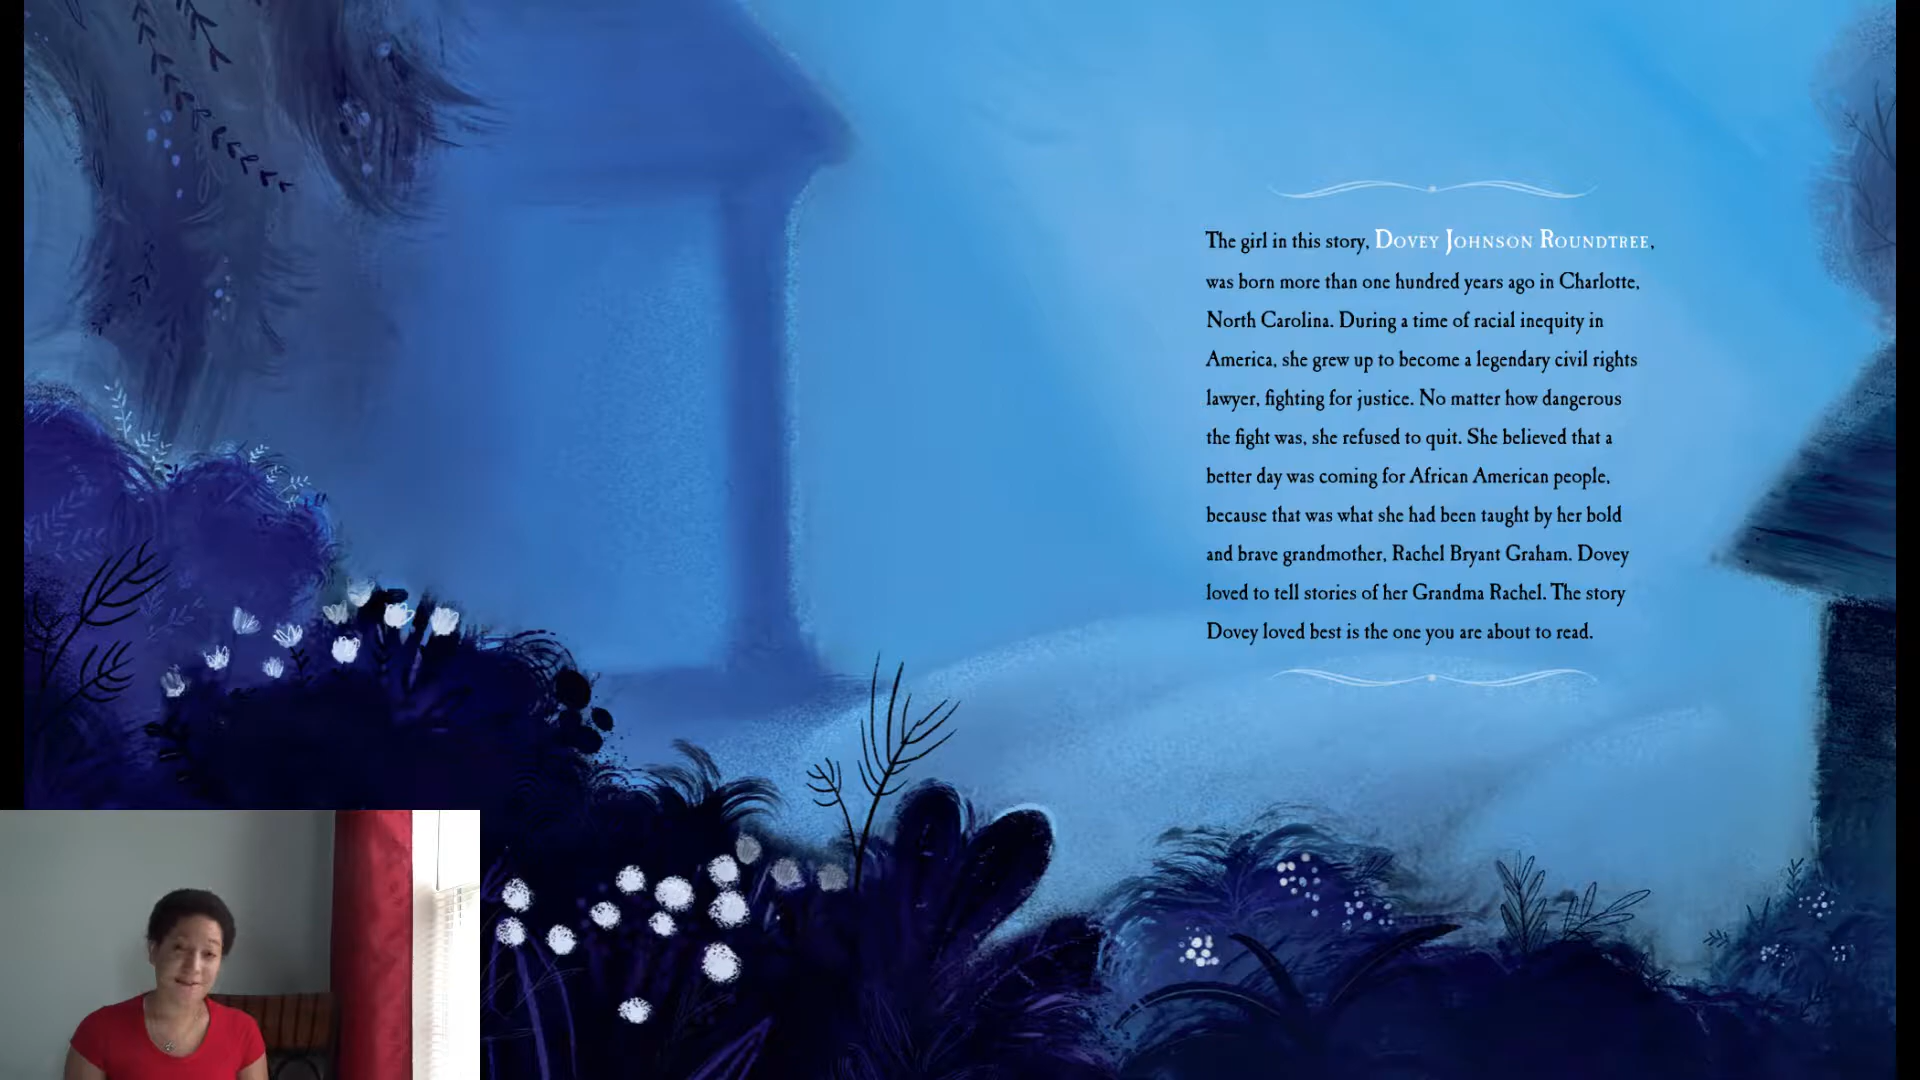 The girl in this story, Dovey Johnson Roundtree,
was born more than one hundred years ago in Charlotte,
North Carolina. During a time of racial inequity in
America, she grew up to become a legendary civil rights
lawyer, fighting for justice. No matter how dangerous
the fight was, she refused to quit. She believed that a
better day was coming for African American people,
because that was what she had been taught by her bold
and brave grandmother, Rachel Bryant Graham. Dovey
loved to tell stories of her Grandma Rachel. The story
Dovey loved best is the one you are about to read.